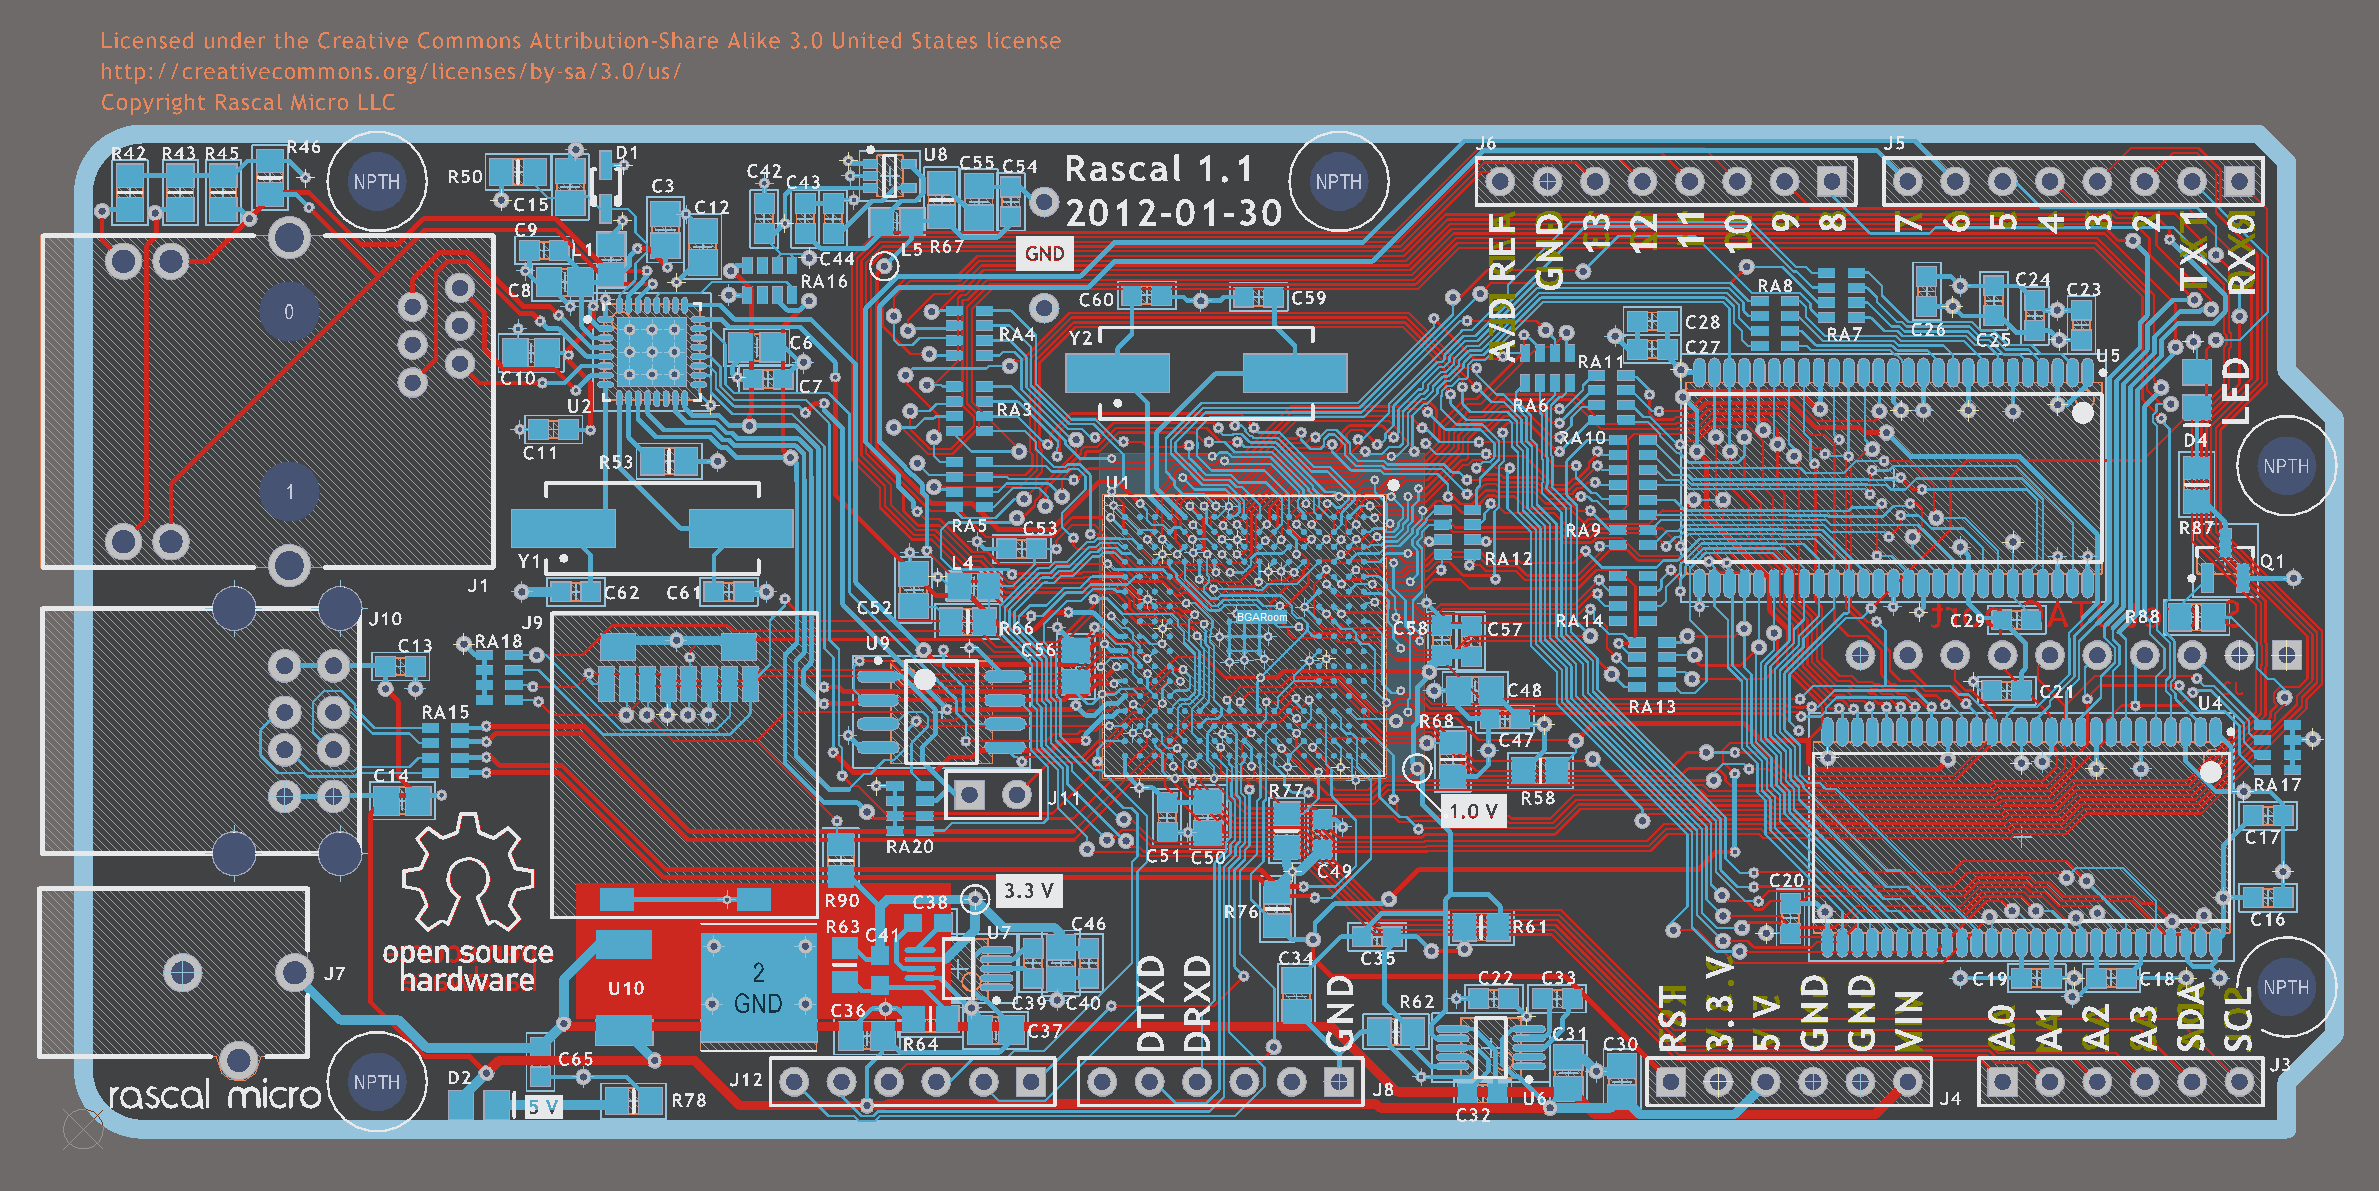 Licensed under the Creative Commons Attribution-Share Alike 3.0 United States license
http://creativecommons.org/licenses/by-sa/3.0/us/
Copyright Rascal Micro LLC
R42 R43 R45 R46
NPTH
R50
D1
C15
C3
C12
C42
C43
C44
U8
C55
C54
L5
R67
Rascal 1.1
2012-01-30
GND
NPTH
J6
J5
AVD REF
GND
13
12
11
10
9
8
7
6
5
4
3
2
TX1
RX0
C9
L1
C8
RA16
C10
C6
C7
U2
C11
R53
0
1
J1
Y1
C62
C61
C60
C59
Y2
RA4
RA3
RA5
C53
L4
C52
R66
U1
BGARoom
RA11
RA6
RA10
RA9
RA12
RA14
RA13
C28
C27
RA8
RA7
C26
C25
C24
C23
U5
LED
D4
NPTH
R87
Q1
R88
C29
C21
U4
RA17
C17
C16
C20
C19
C18
J10
C13
RA18
J9
RA15
C14
U9
C56
C58
C57
C48
C47
R68
R58
1.0 V
J11
RA20
R90
C51
C50
R77
C49
R76
R61
C35
C34
open source
hardware
J7
3.3 V
C38
R63
C41
U7
C46
U10
2
GND
C39
C40
C36
R64
C37
DTXD
DRXD
GND
R62
C22
C33
C31
C30
RST
3.3 V
5 V
GND
GND
VIN
A0
A1
A2
A3
SDA
SCL
NPTH
rascal micro
NPTH
D2
C65
5 V
R78
J12
J8
C32
U6
J4
J3